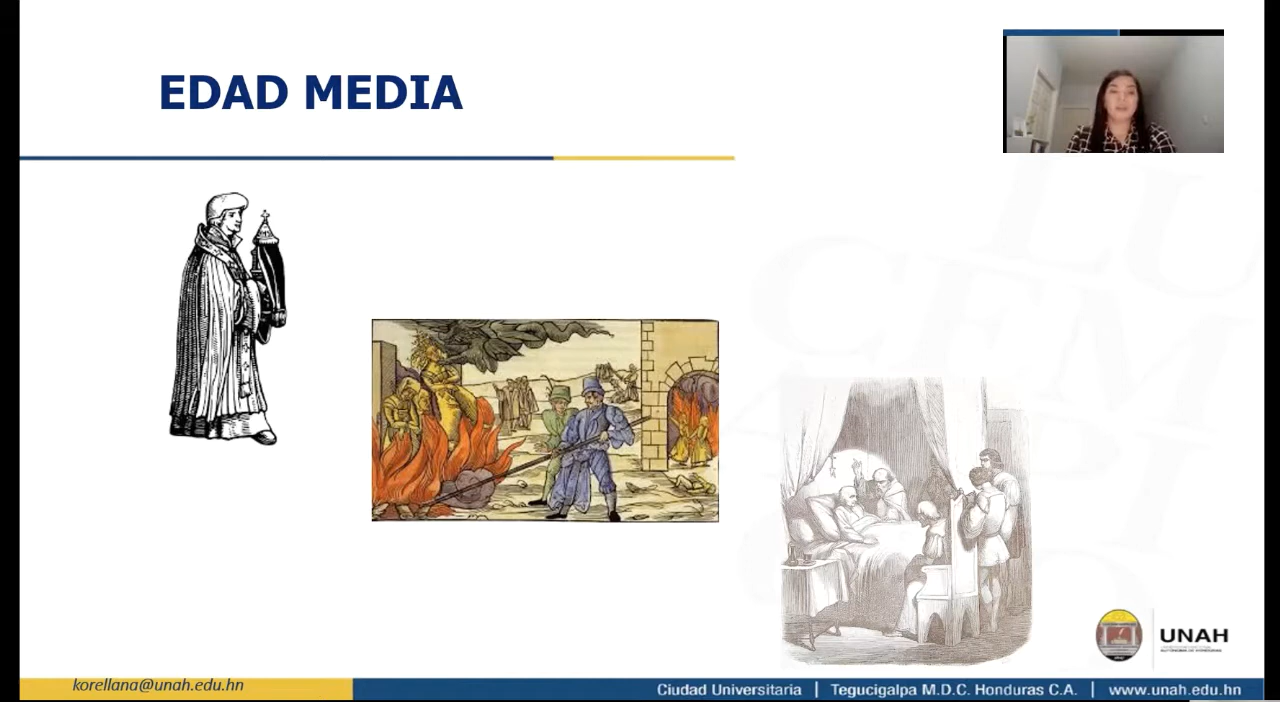 EDAD MEDIA
UNAH
korellana@unah.edu.hn
Ciudad Universitaria | Tegucigalpa M.D.C. Honduras C.A. | www.unah.edu.hn